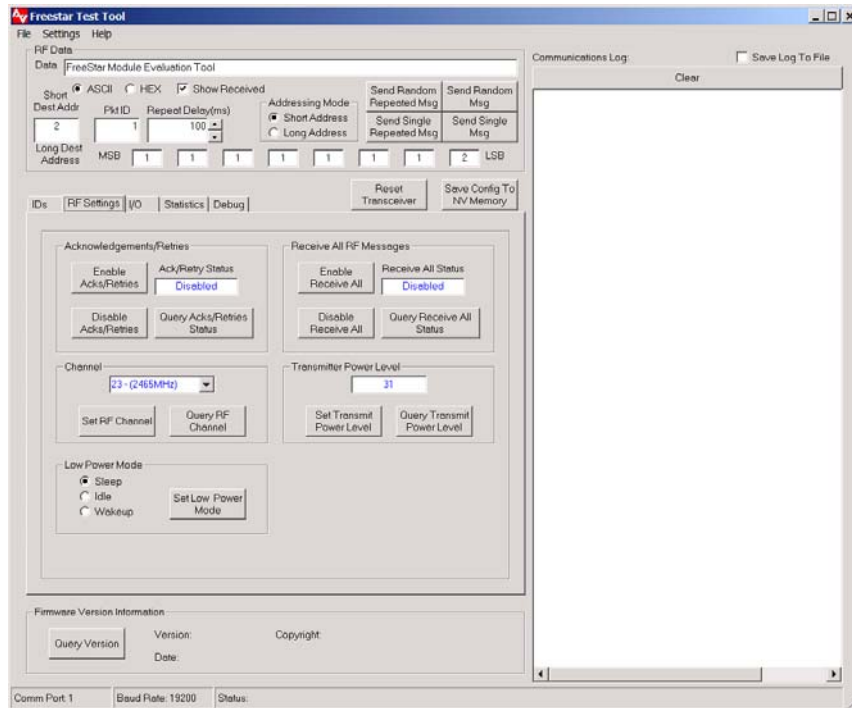 Freestar Test Tool
File Settings Help
RF Data
Data FreeStar Module Evaluation Tool
ASCII HEX Show Received
Short Dest Addr
2
PktID
1
Repeat Delay(ms)
100
Addressing Mode
Short Address
Long Address
Send Random Repeated Msg
Send Random Msg
Send Single Repeated Msg
Send Single Msg
Long Dest Address
MSB 1 1 1 1 1 1 1 2 LSB
Reset Transceiver
Save Config To NV Memory
IDs RF Settings I/O Statistics Debug
Acknowledgements/Retries
Enable Acks/Retries
Ack/Retry Status
Disabled
Disable Acks/Retries
Query Acks/Retries Status
Receive All RF Messages
Enable Receive All
Receive All Status
Disabled
Disable Receive All
Query Receive All Status
Channel
23 - (2465MHz)
Set RF Channel
Query RF Channel
Transmitter Power Level
31
Set Transmit Power Level
Query Transmit Power Level
Low Power Mode
Sleep
Idle
Wakeup
Set Low Power Mode
Firmware Version Information
Query Version
Version:
Copyright:
Date:
Communications Log:
Save Log To File
Clear
Comm Port 1 Baud Rate: 19200 Status: